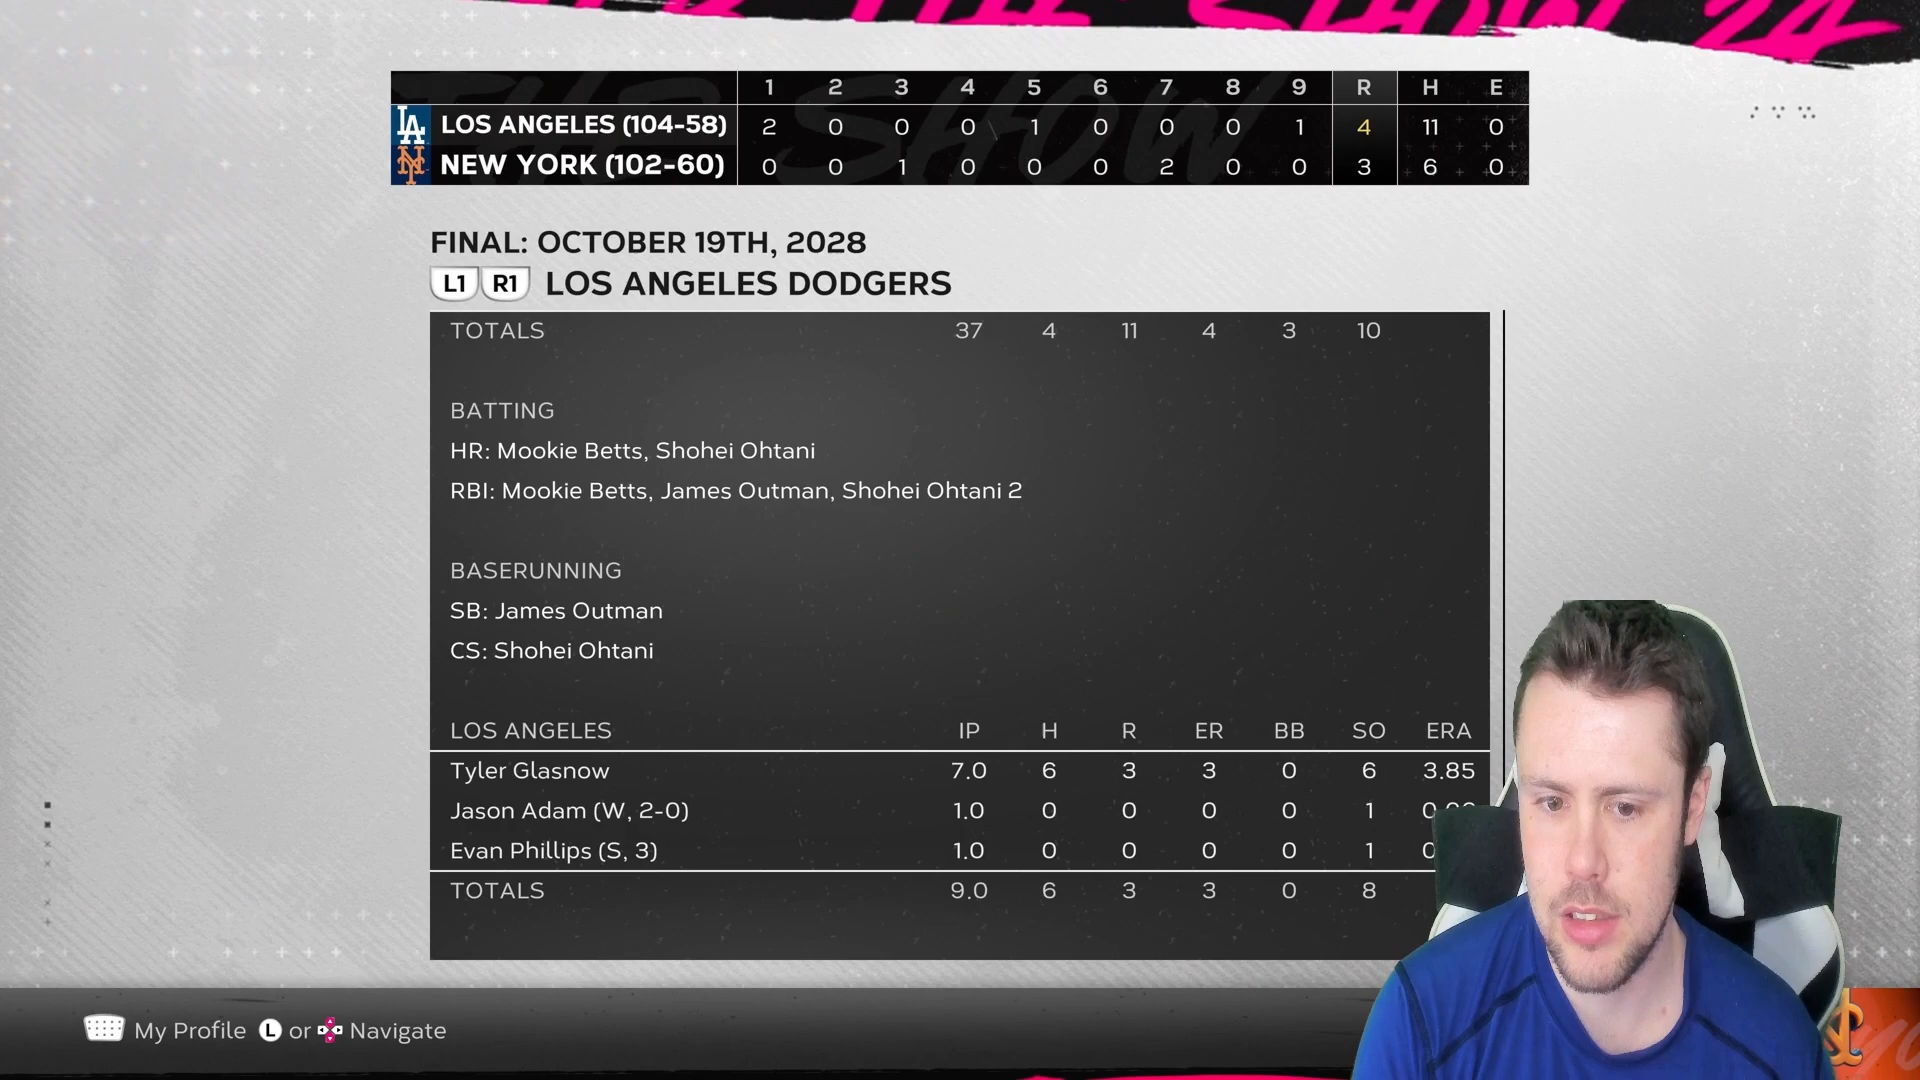 THE SHOW 24
1 2 3 4 5 6 7 8 9 R H E
LOS ANGELES (104-58) 2 0 0 0 1 0 0 0 1 4 11 0
NEW YORK (102-60) 0 0 1 0 0 0 2 0 0 3 6 0
FINAL: OCTOBER 19TH, 2028
L1 R1 LOS ANGELES DODGERS
TOTALS 37 4 11 4 3 10
BATTING
HR: Mookie Betts, Shohei Ohtani
RBI: Mookie Betts, James Outman, Shohei Ohtani 2
BASERUNNING
SB: James Outman
CS: Shohei Ohtani
LOS ANGELES IP H R ER BB SO ERA
Tyler Glasnow 7.0 6 3 3 0 6 3.85
Jason Adam (W, 2-0) 1.0 0 0 0 0 1
Evan Phillips (S, 3) 1.0 0 0 0 0 1
TOTALS 9.0 6 3 3 0 8
My Profile L or Navigate